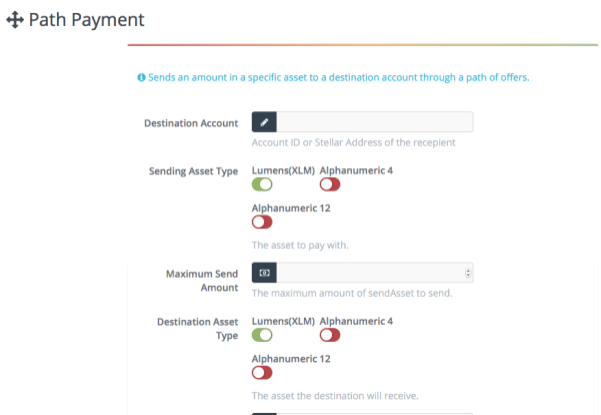 Path Payment
Sends an amount in a specific asset to a destination account through a path of offers.
Destination Account
Account ID or Stellar Address of the recepient
Sending Asset Type
Lumens(XLM) Alphanumeric 4
Alphanumeric 12
The asset to pay with.
Maximum Send
Amount
The maximum amount of sendAsset to send.
Destination Asset
Type
Lumens(XLM) Alphanumeric 4
Alphanumeric 12
The asset the destination will receive.